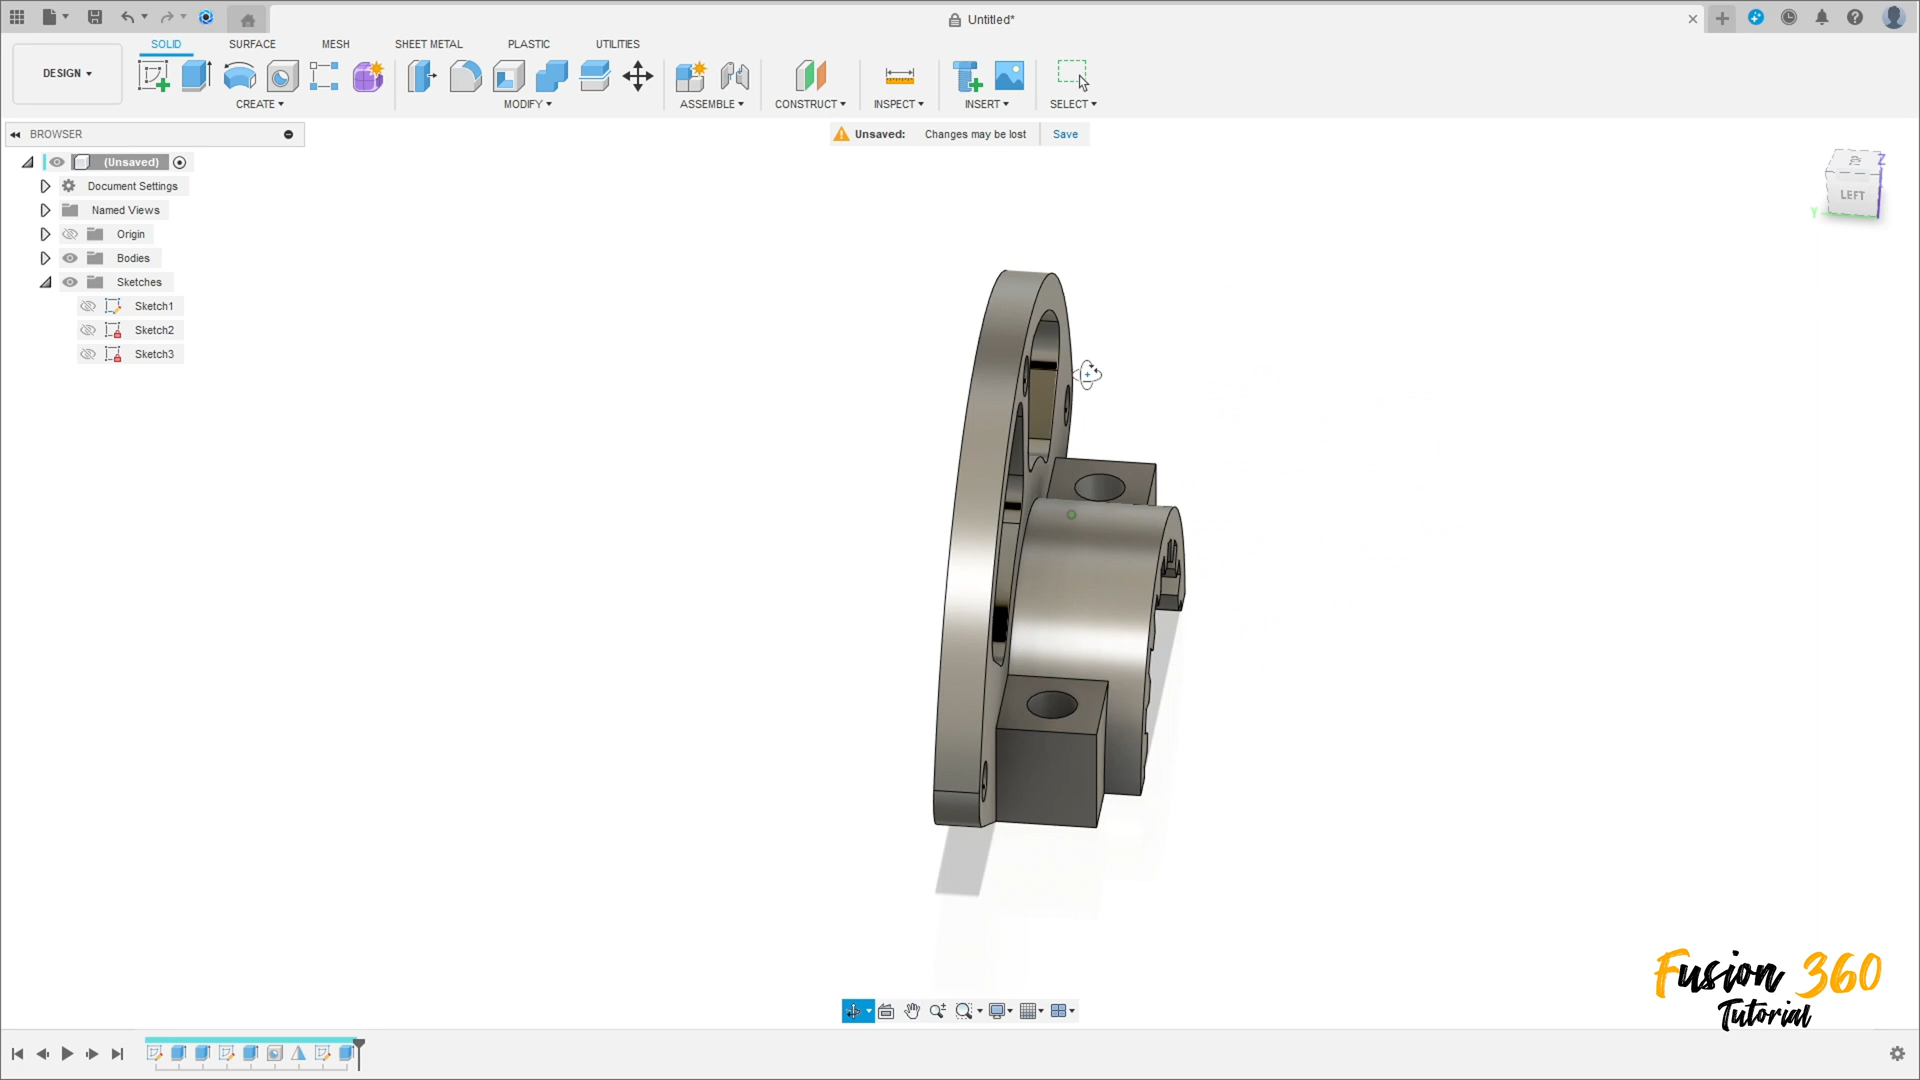 Untitled*
SOLID SURFACE MESH SHEET METAL PLASTIC UTILITIES
DESIGN
CREATE MODIFY ASSEMBLE CONSTRUCT INSPECT INSERT SELECT
BROWSER
Unsaved: Changes may be lost Save
(Unsaved)
Document Settings
Named Views
Origin
Bodies
Sketches
Sketch1
Sketch2
Sketch3
Z
LEFT
Y
Fusion 360
Tutorial